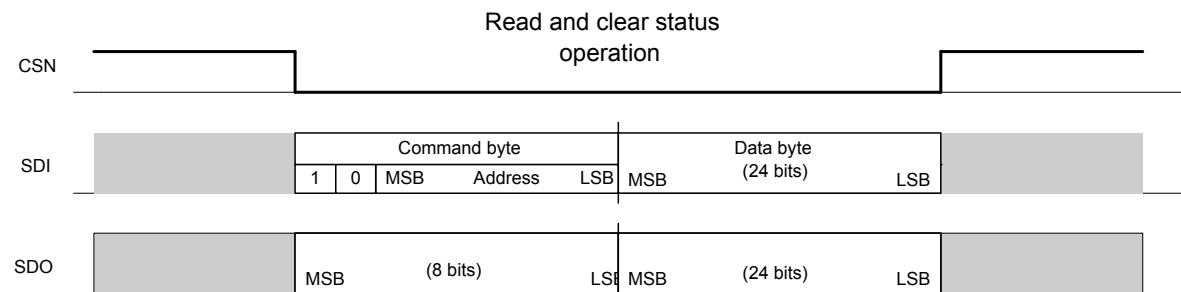 Read and clear status
operation
CSN
Command byte
Data byte
(24 bits)
SDI
1 0 MSB Address LSB MSB LSB
SDO
MSB (8 bits) LSB MSB (24 bits) LSB